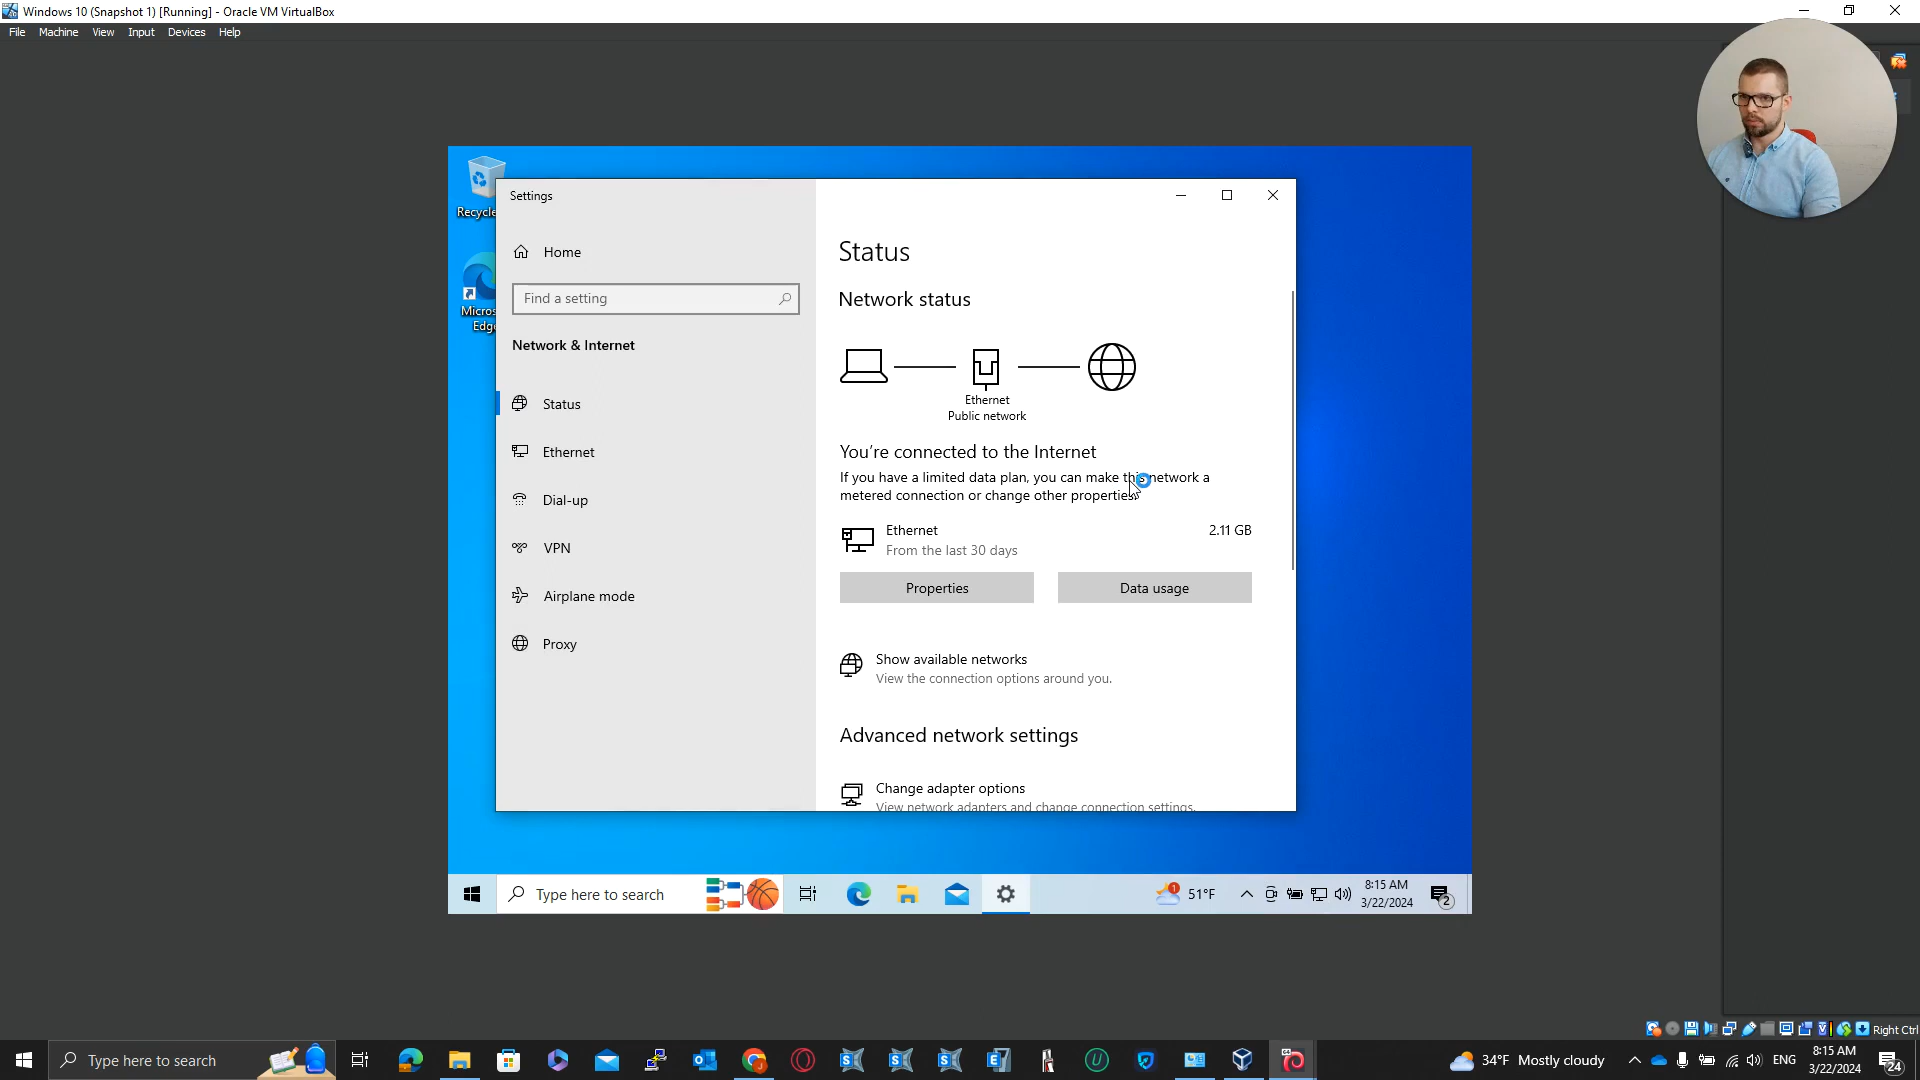 Windows 10 (Snapshot 1) [Running] - Oracle VM VirtualBox
File Machine View Input Devices Help
Recycle
Micros
Edge
Settings
Home
Find a setting
Network & Internet
Status
Ethernet
Dial-up
VPN
Airplane mode
Proxy
Status
Network status
Ethernet
Public network
You're connected to the Internet
If you have a limited data plan, you can make this network a
metered connection or change other properties.
Ethernet
2.11 GB
From the last 30 days
Properties
Data usage
Show available networks
View the connection options around you.
Advanced network settings
Change adapter options
View network adapters and change connection settings.
Type here to search
1
51°F
8:15 AM
3/22/2024
2
Right Ctrl
Type here to search
34°F Mostly cloudy
ENG
8:15 AM
3/22/2024
24